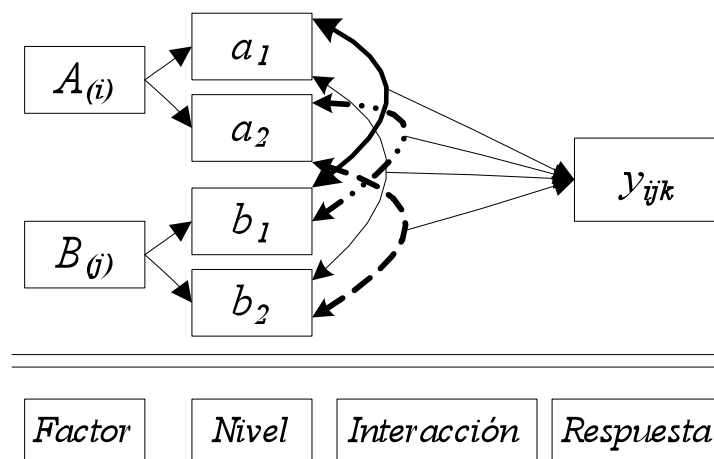 a1
A(i)
a2
yijk
b1
B(j)
b2
Factor Nivel Interacción Respuesta